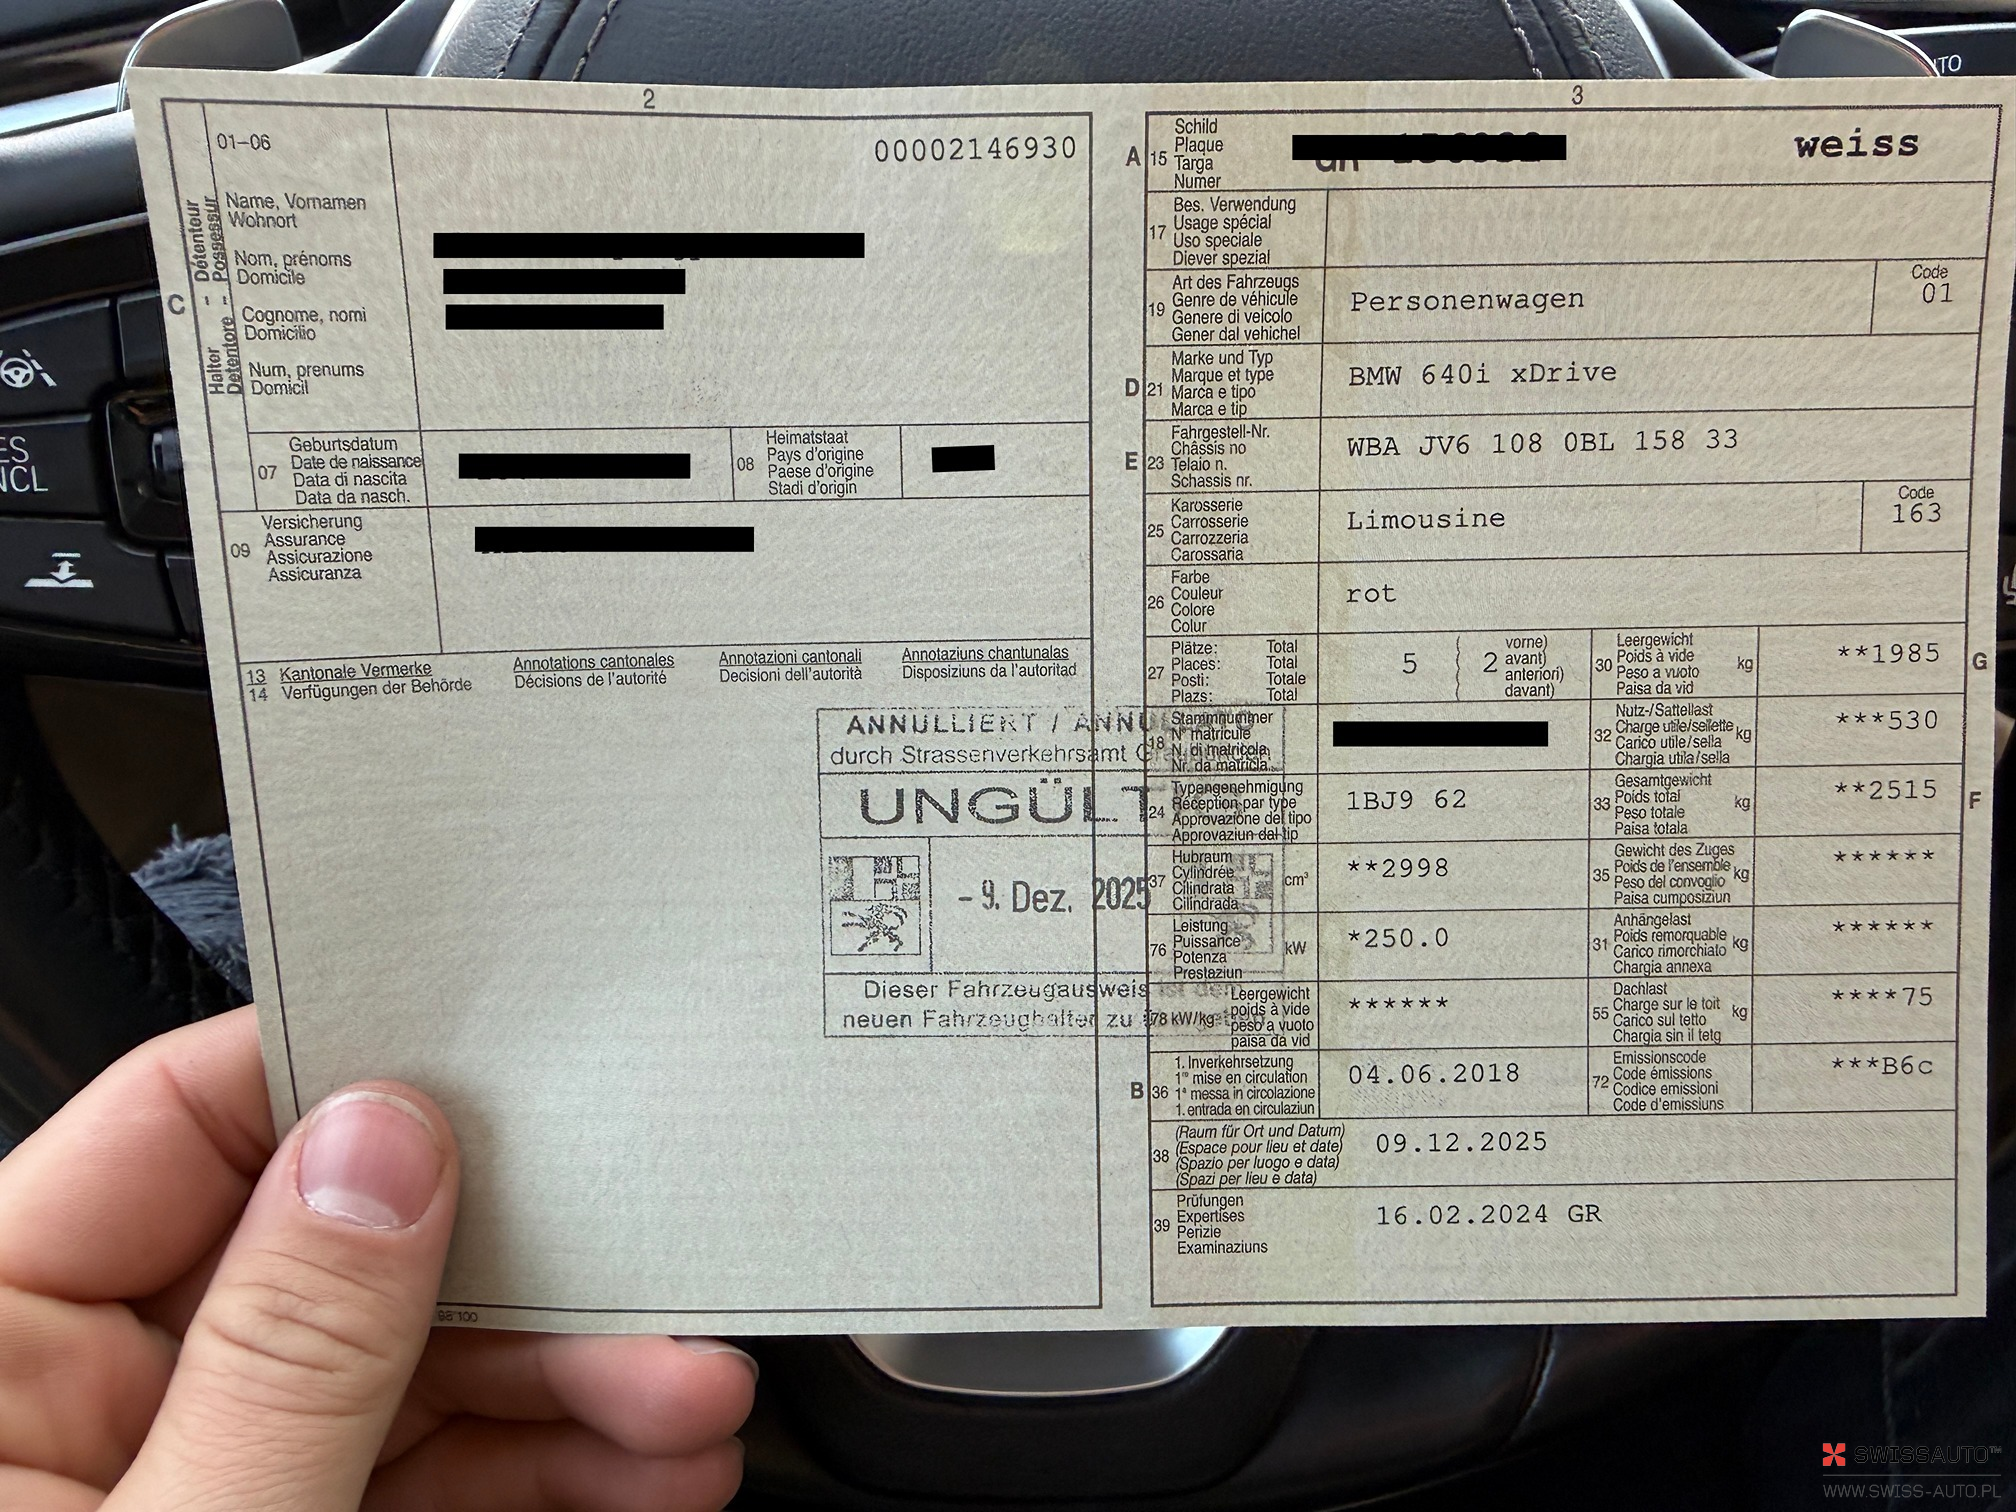 2
01-06
00002146930
C
Halter - Détenteur
Detentore - Possessur
Name, Vornamen
Wohnort
Nom, prénoms
Domicile
Cognome, nomi
Domicilio
Num, prenums
Domicil
07
Geburtsdatum
Date de naissance
Data di nascita
Data da nasch.
08
Heimatstaat
Pays d'origine
Paese d'origine
Stadi d'origin
09
Versicherung
Assurance
Assicurazione
Assicuranza
13 Kantonale Vermerke
14 Verfügungen der Behörde
Annotations cantonales
Décisions de l'autorité
Annotazioni cantonali
Decisioni dell'autorità
Annotaziuns chantunalas
Disposiziuns da l'autoritad
ANNULLIERT /
durch Strassenverkehrsamt
UNGÜLT
- 9. Dez. 2025
Dieser Fahrzeugausweis ist dem
neuen Fahrzeughalter zu
3
A 15
Schild
Plaque
Targa
Numer
weiss
17
Bes. Verwendung
Usage spécial
Uso speciale
Diever spezial
19
Art des Fahrzeugs
Genre de véhicule
Genere di veicolo
Gener dal vehichel
Personenwagen
Code
01
D 21
Marke und Typ
Marque et type
Marca e tipo
Marca e tip
BMW 640i xDrive
E 23
Fahrgestell-Nr.
Châssis no
Telaio n.
Schassis nr.
WBA JV6 108 0BL 158 33
25
Karosserie
Carrosserie
Carrozzeria
Carossaria
Limousine
Code
163
26
Farbe
Couleur
Colore
Colur
rot
27
Plätze: Total
Places: Total
Posti: Totale
Plazs: Total
5
2
vorne)
avant)
anteriori)
davant)
30
Leergewicht
Poids à vide
Peso a vuoto
Paisa da vid
kg
**1985
G
18
Stammnummer
N° matricule
N. di matricola
Nr. da matricla
32
Nutz-/Sattellast
Charge utile/sellette
Carico utile/sella
Chargia utila/sella
kg
***530
24
Typengenehmigung
Réception par type
Approvazione del tipo
Approvaziun dal tip
1BJ9 62
33
Gesamtgewicht
Poids total
Peso totale
Paisa totala
kg
**2515
F
37
Hubraum
Cylindrée
Cilindrata
Cilindrada
cm³
**2998
35
Gewicht des Zuges
Poids de l'ensemble
Peso del convoglio
Paisa cumposiziun
kg
******
76
Leistung
Puissance
Potenza
Prestaziun
kW
*250.0
31
Anhängelast
Poids remorquable
Carico rimorchiato
Chargia annexa
kg
******
78 kW/kg
Leergewicht
poids à vide
peso a vuoto
paisa da vid
******
55
Dachlast
Charge sur le toit
Carico sul tetto
Chargia sin il tetg
kg
****75
B 36
1. Inverkehrsetzung
1re mise en circulation
1a messa in circolazione
1. entrada en circulaziun
04.06.2018
72
Emissionscode
Code émissions
Codice emissioni
Code d'emissiuns
***B6c
38
(Raum für Ort und Datum)
(Espace pour lieu et date)
(Spazio per luogo e data)
(Spazi per lieu e data)
09.12.2025
39
Prüfungen
Expertises
Perizie
Examinaziuns
16.02.2024 GR
SWISSAUTO™
WWW.SWISS-AUTO.PL